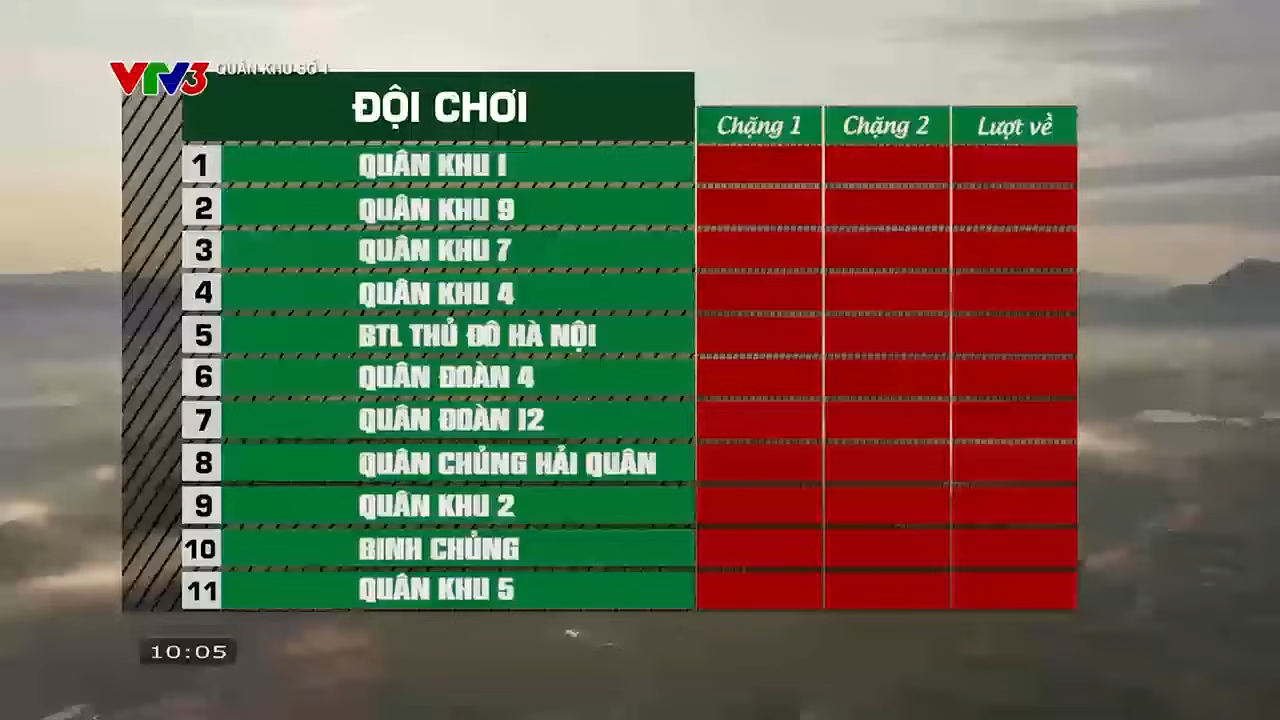 VTV3 QUÂN KHU SỐ 1
ĐỘI CHƠI
Chặng 1 Chặng 2 Lượt về
1 QUÂN KHU 1
2 QUÂN KHU 9
3 QUÂN KHU 7
4 QUÂN KHU 4
5 BTL THỦ ĐÔ HÀ NỘI
6 QUÂN ĐOÀN 4
7 QUÂN ĐOÀN 12
8 QUÂN CHỦNG HẢI QUÂN
9 QUÂN KHU 2
10 BINH CHỦNG
11 QUÂN KHU 5
10:05